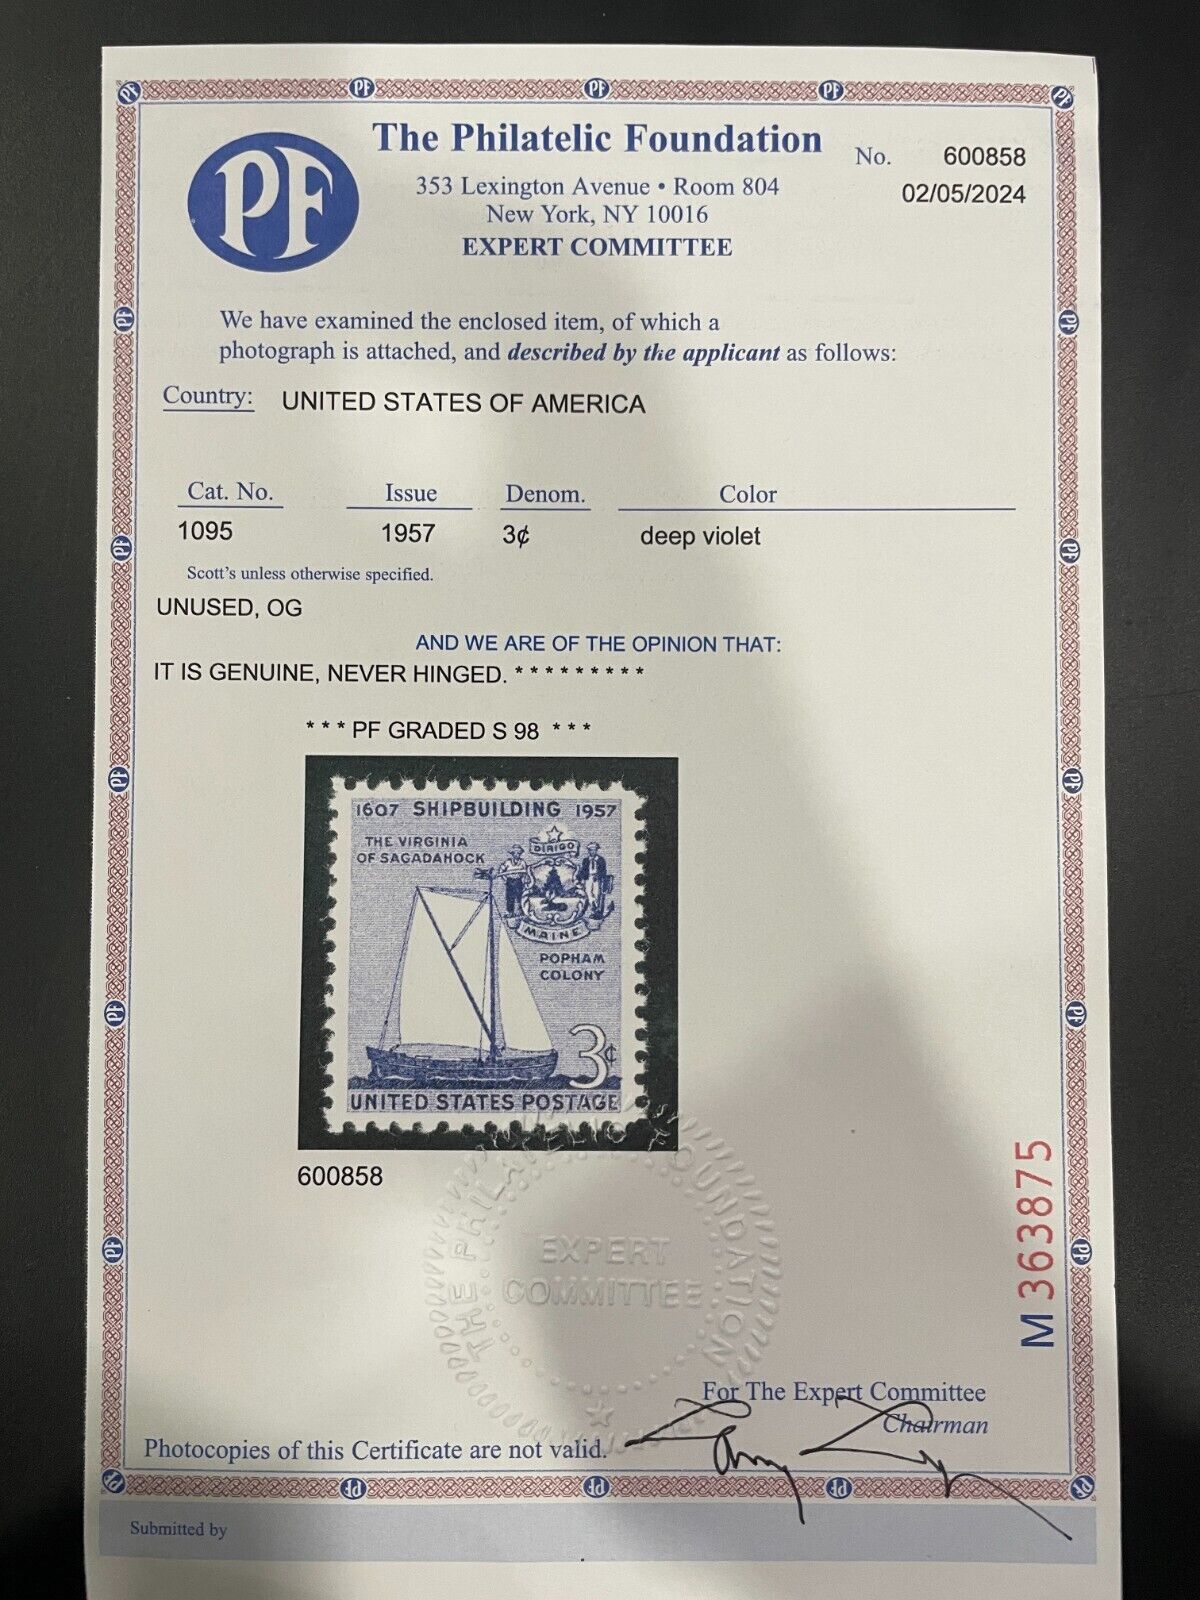 PF
The Philatelic Foundation
353 Lexington Avenue • Room 804
New York, NY 10016
EXPERT COMMITTEE
No. 600858
02/05/2024
We have examined the enclosed item, of which a
photograph is attached, and described by the applicant as follows:
Country: UNITED STATES OF AMERICA
Cat. No. Issue Denom. Color
1095 1957 3¢ deep violet
Scott's unless otherwise specified.
UNUSED, OG
AND WE ARE OF THE OPINION THAT:
IT IS GENUINE, NEVER HINGED. * * * * * * * * *
* * * PF GRADED S 98 * * *
1607 SHIPBUILDING 1957
THE VIRGINIA
OF SAGADAHOCK
DIRIGO
MAINE
POPHAM
COLONY
3¢
UNITED STATES POSTAGE
600858
THE PHILATELIC FOUNDATION
EXPERT
COMMITTEE
M 363875
For The Expert Committee
Chairman
Photocopies of this Certificate are not valid.
Submitted by